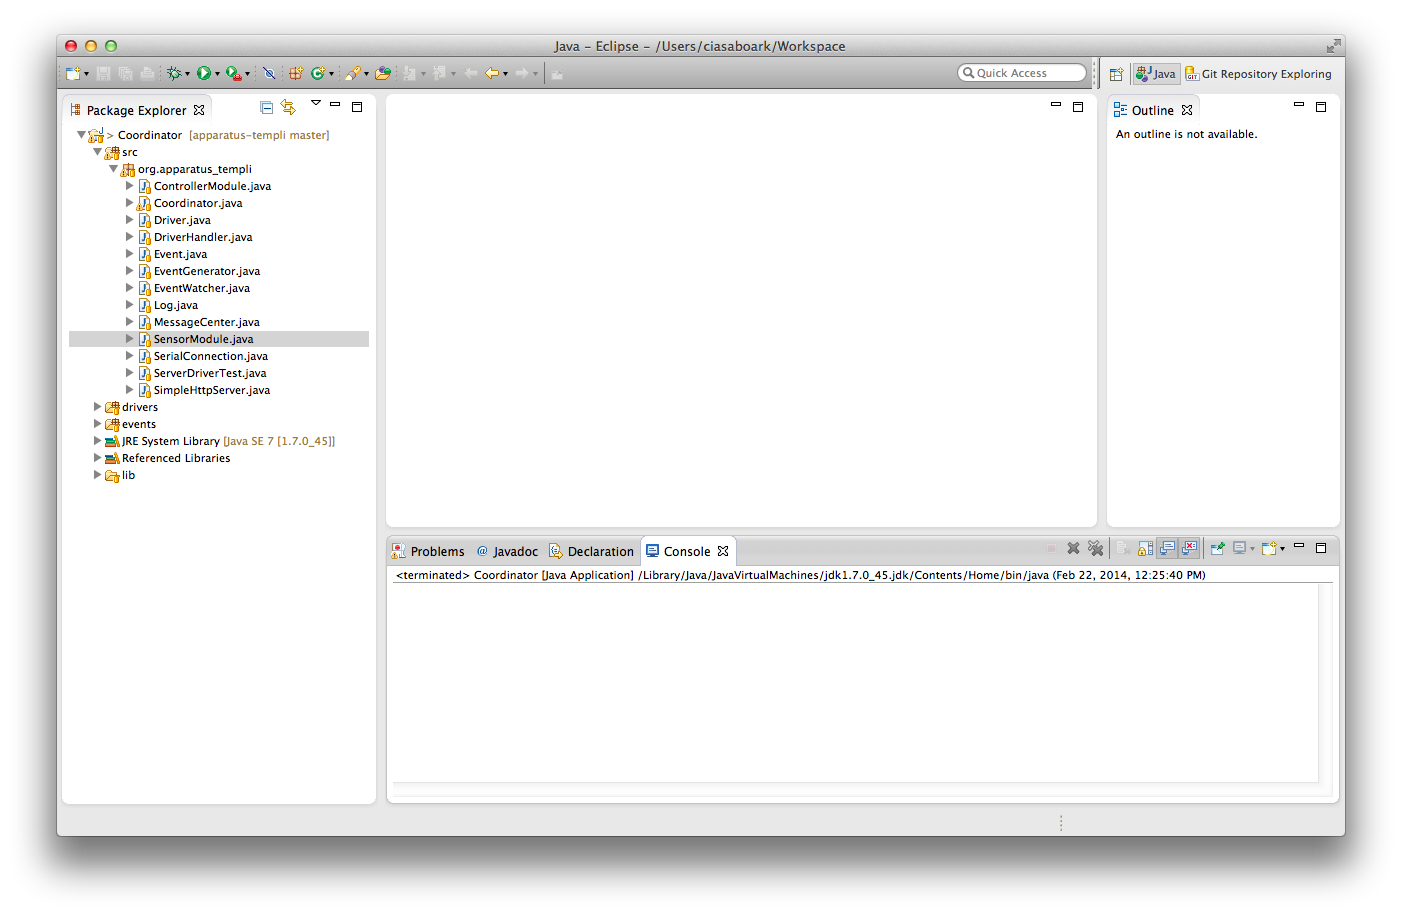 Java – Eclipse – /Users/ciasaboark/Workspace
Quick Access
Java
GIT Git Repository Exploring
Package Explorer
> Coordinator [apparatus-templi master]
src
org.apparatus_templi
ControllerModule.java
Coordinator.java
Driver.java
DriverHandler.java
Event.java
EventGenerator.java
EventWatcher.java
Log.java
MessageCenter.java
SensorModule.java
SerialConnection.java
ServerDriverTest.java
SimpleHttpServer.java
drivers
events
JRE System Library [Java SE 7 [1.7.0_45]]
Referenced Libraries
lib
Outline
An outline is not available.
Problems
@ Javadoc
Declaration
Console
<terminated> Coordinator [Java Application] /Library/Java/JavaVirtualMachines/jdk1.7.0_45.jdk/Contents/Home/bin/java (Feb 22, 2014, 12:25:40 PM)